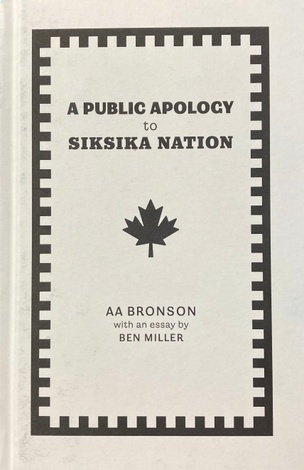 A PUBLIC APOLOGY
to
SIKSIKA NATION
AA BRONSON
with an essay by
BEN MILLER